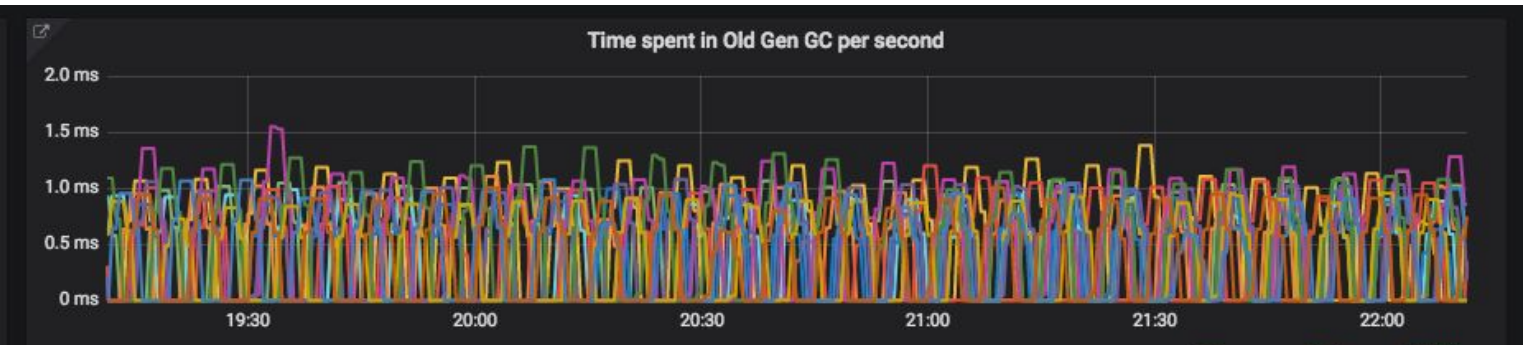 Time spent in Old Gen GC per second
2.0 ms
1.5 ms
1.0 ms
0.5 ms
0 ms
19:30 20:00 20:30 21:00 21:30 22:00